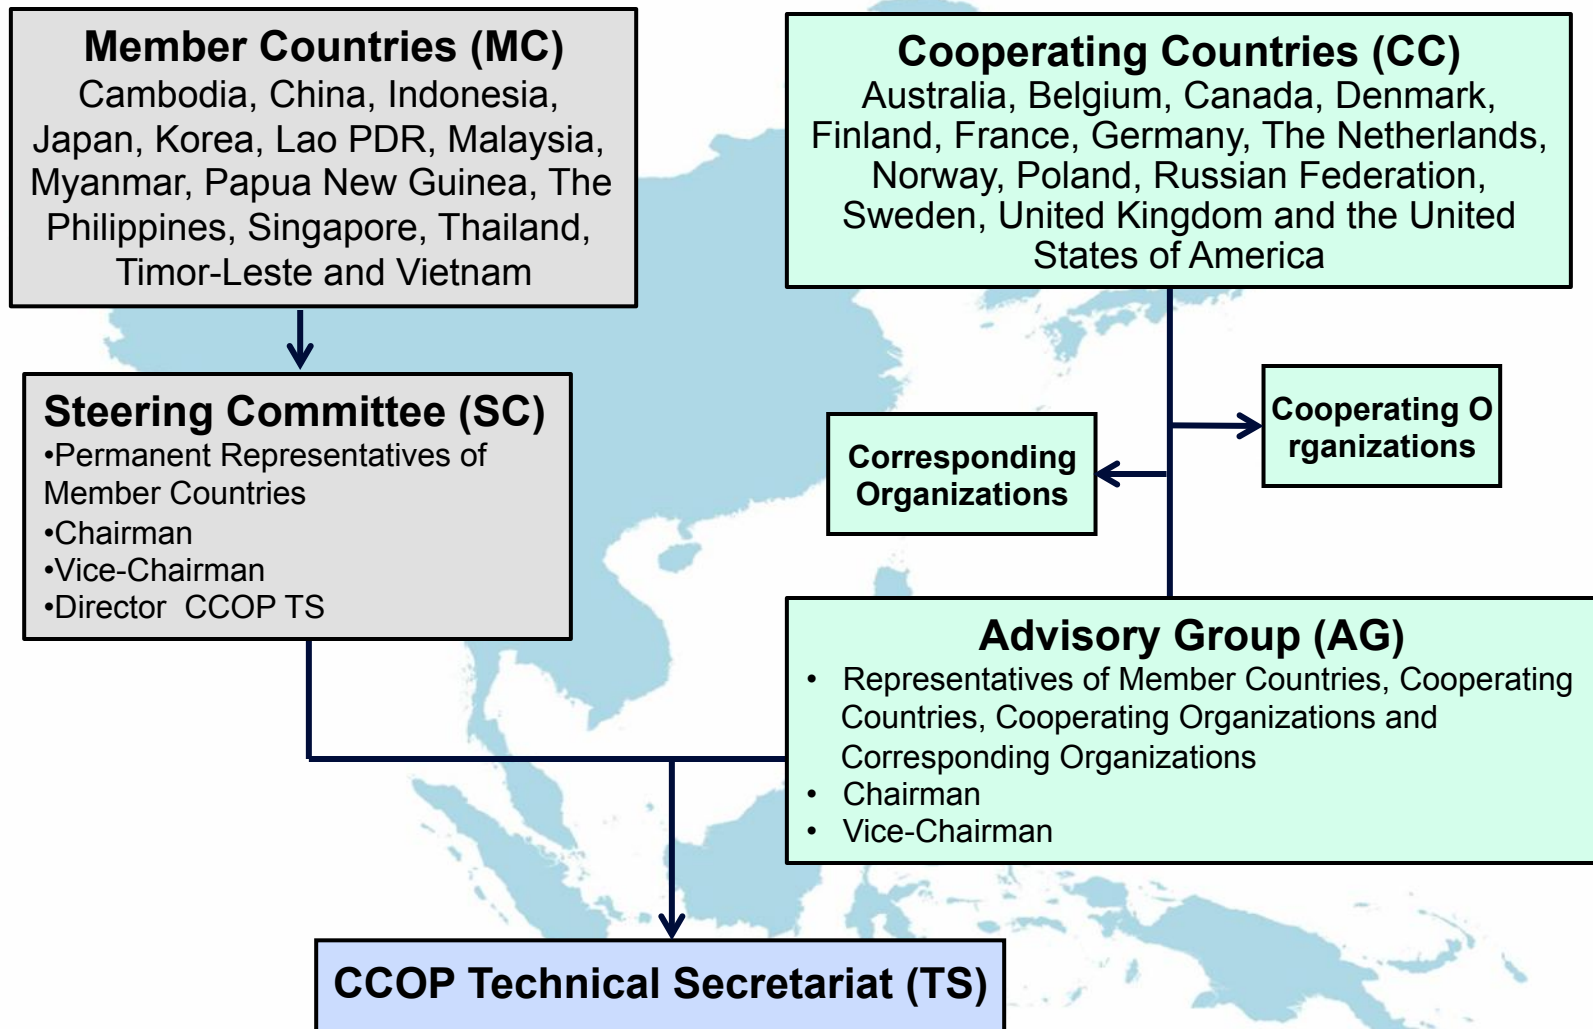 Member Countries (MC)
Cambodia, China, Indonesia,
Japan, Korea, Lao PDR, Malaysia,
Myanmar, Papua New Guinea, The
Philippines, Singapore, Thailand,
Timor-Leste and Vietnam
Cooperating Countries (CC)
Australia, Belgium, Canada, Denmark,
Finland, France, Germany, The Netherlands,
Norway, Poland, Russian Federation,
Sweden, United Kingdom and the United
States of America
Steering Committee (SC)
•Permanent Representatives of
Member Countries
•Chairman
•Vice-Chairman
•Director CCOP TS
Corresponding
Organizations
Cooperating O
rganizations
Advisory Group (AG)
• Representatives of Member Countries, Cooperating
Countries, Cooperating Organizations and
Corresponding Organizations
• Chairman
• Vice-Chairman
CCOP Technical Secretariat (TS)